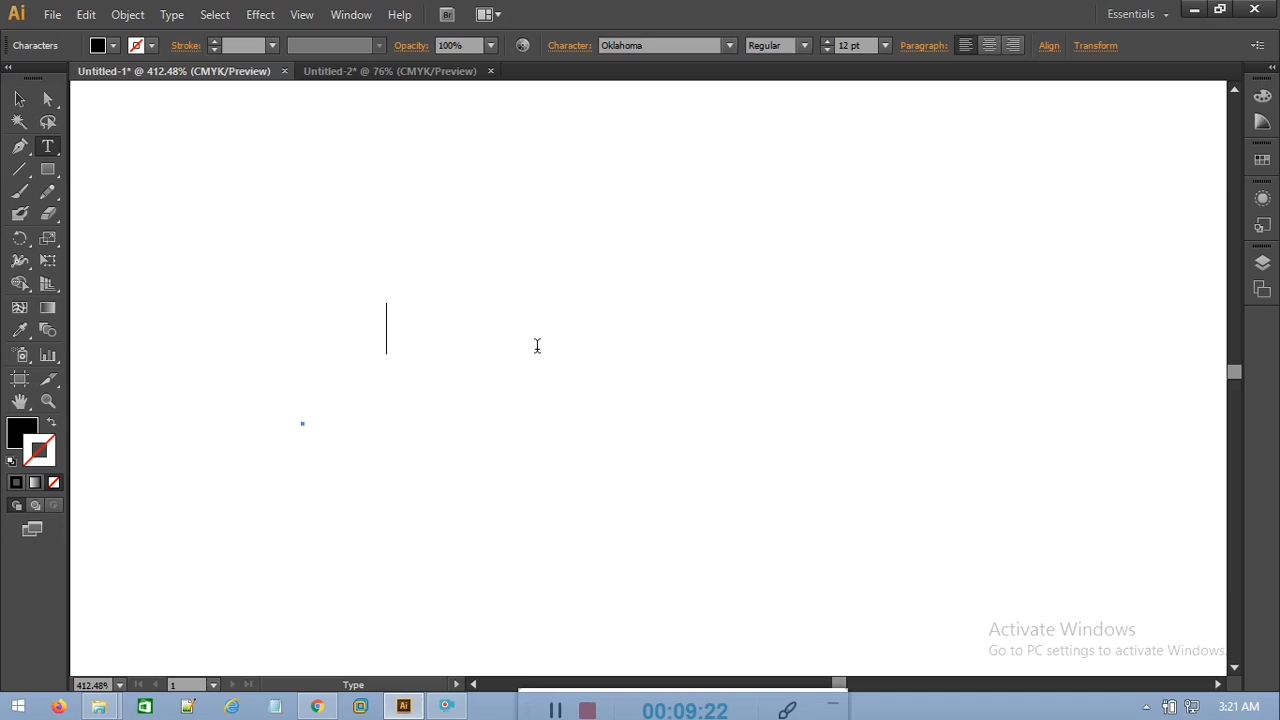 Ai File Edit Object Type Select Effect View Window Help Br Essentials
Characters Stroke: Opacity: 100% Character: Oklahoma Regular 12 pt Paragraph: Align Transform
Untitled-1* @ 412.48% (CMYK/Preview) Untitled-2* @ 76% (CMYK/Preview)
T
Activate Windows
Go to PC settings to activate Windows.
412.48% 1 Type
Ai 00:09:22 3:21 AM